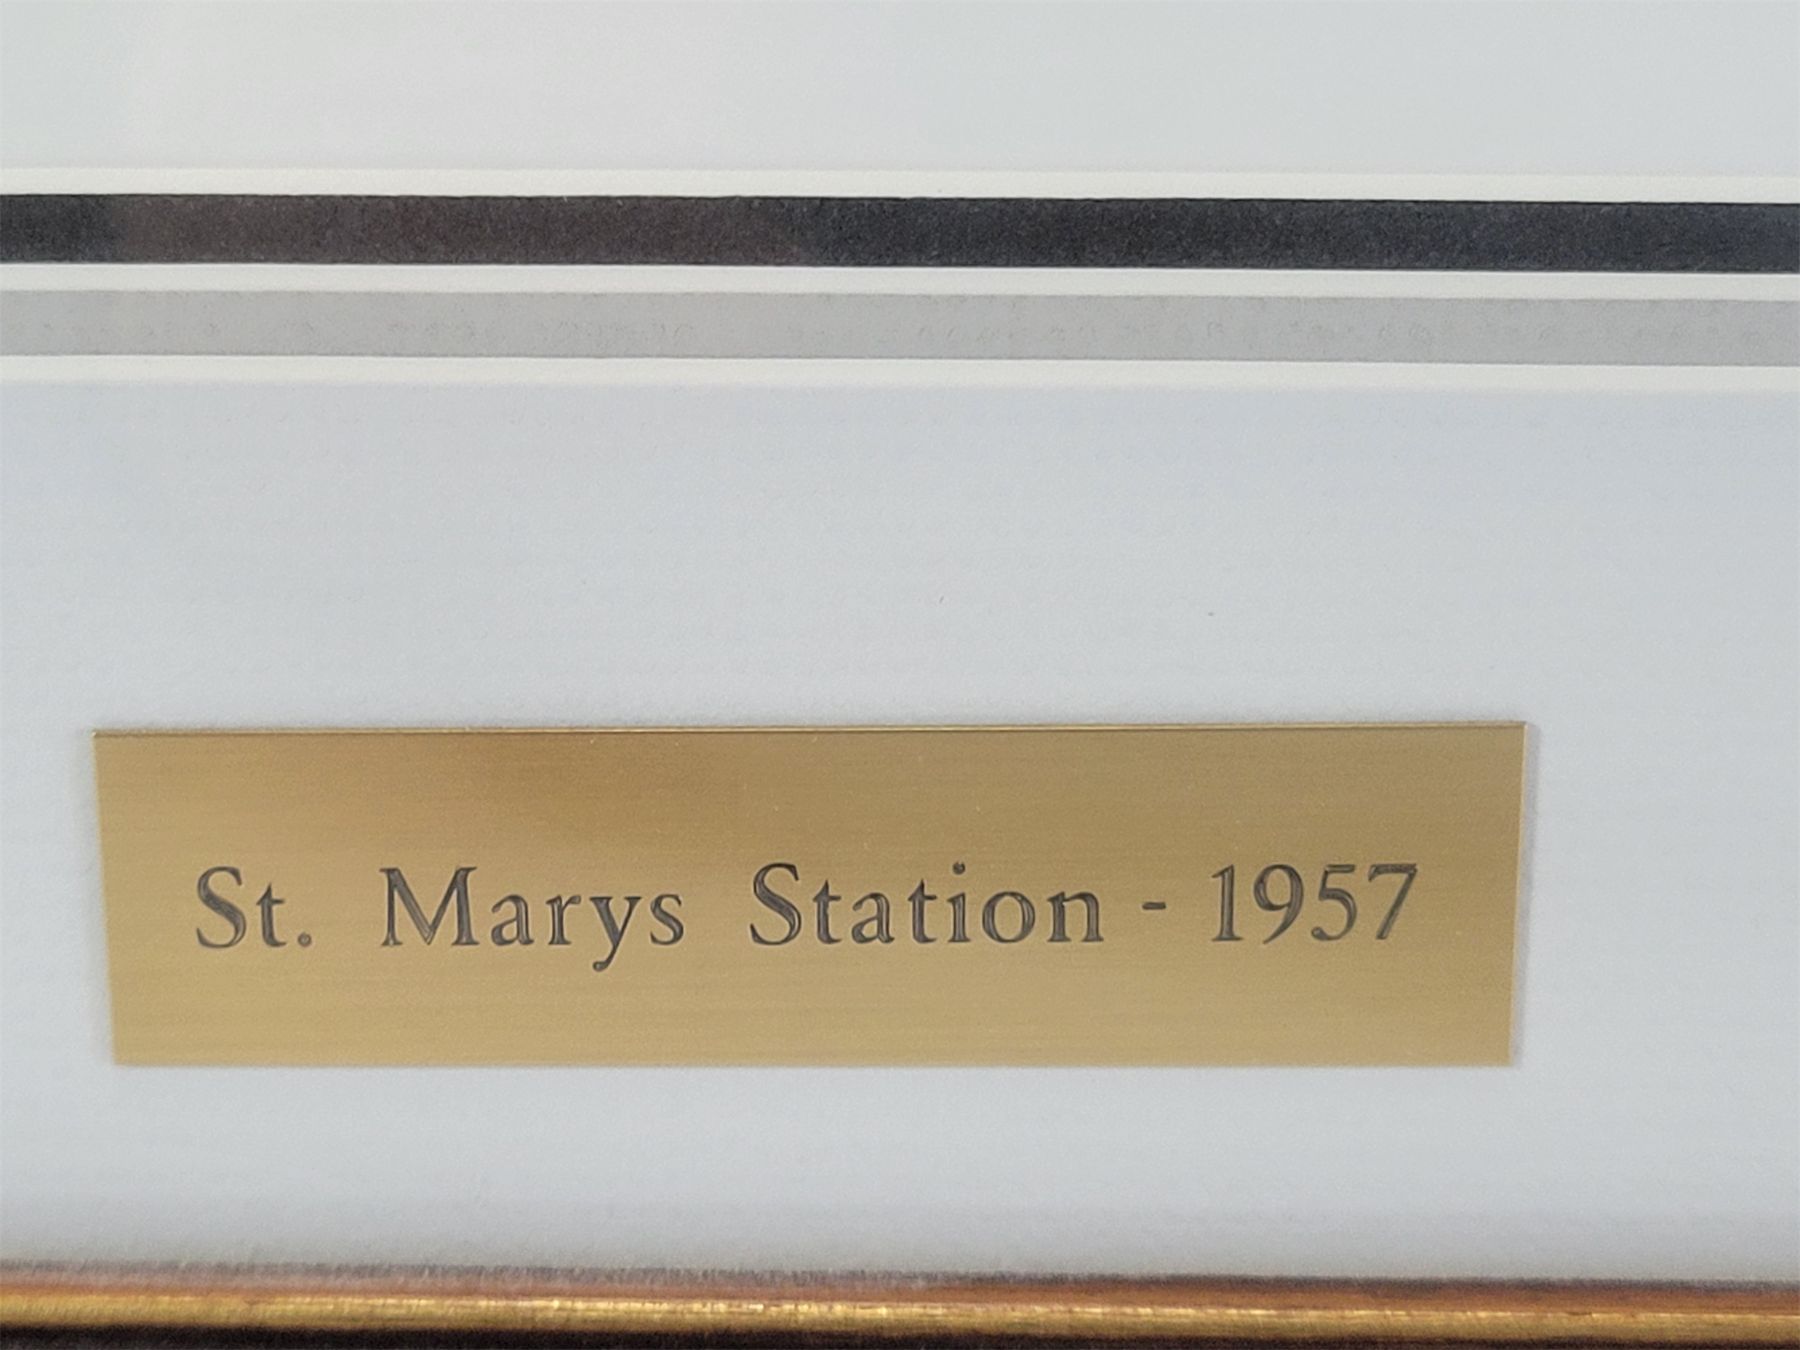 St. Marys Station - 1957